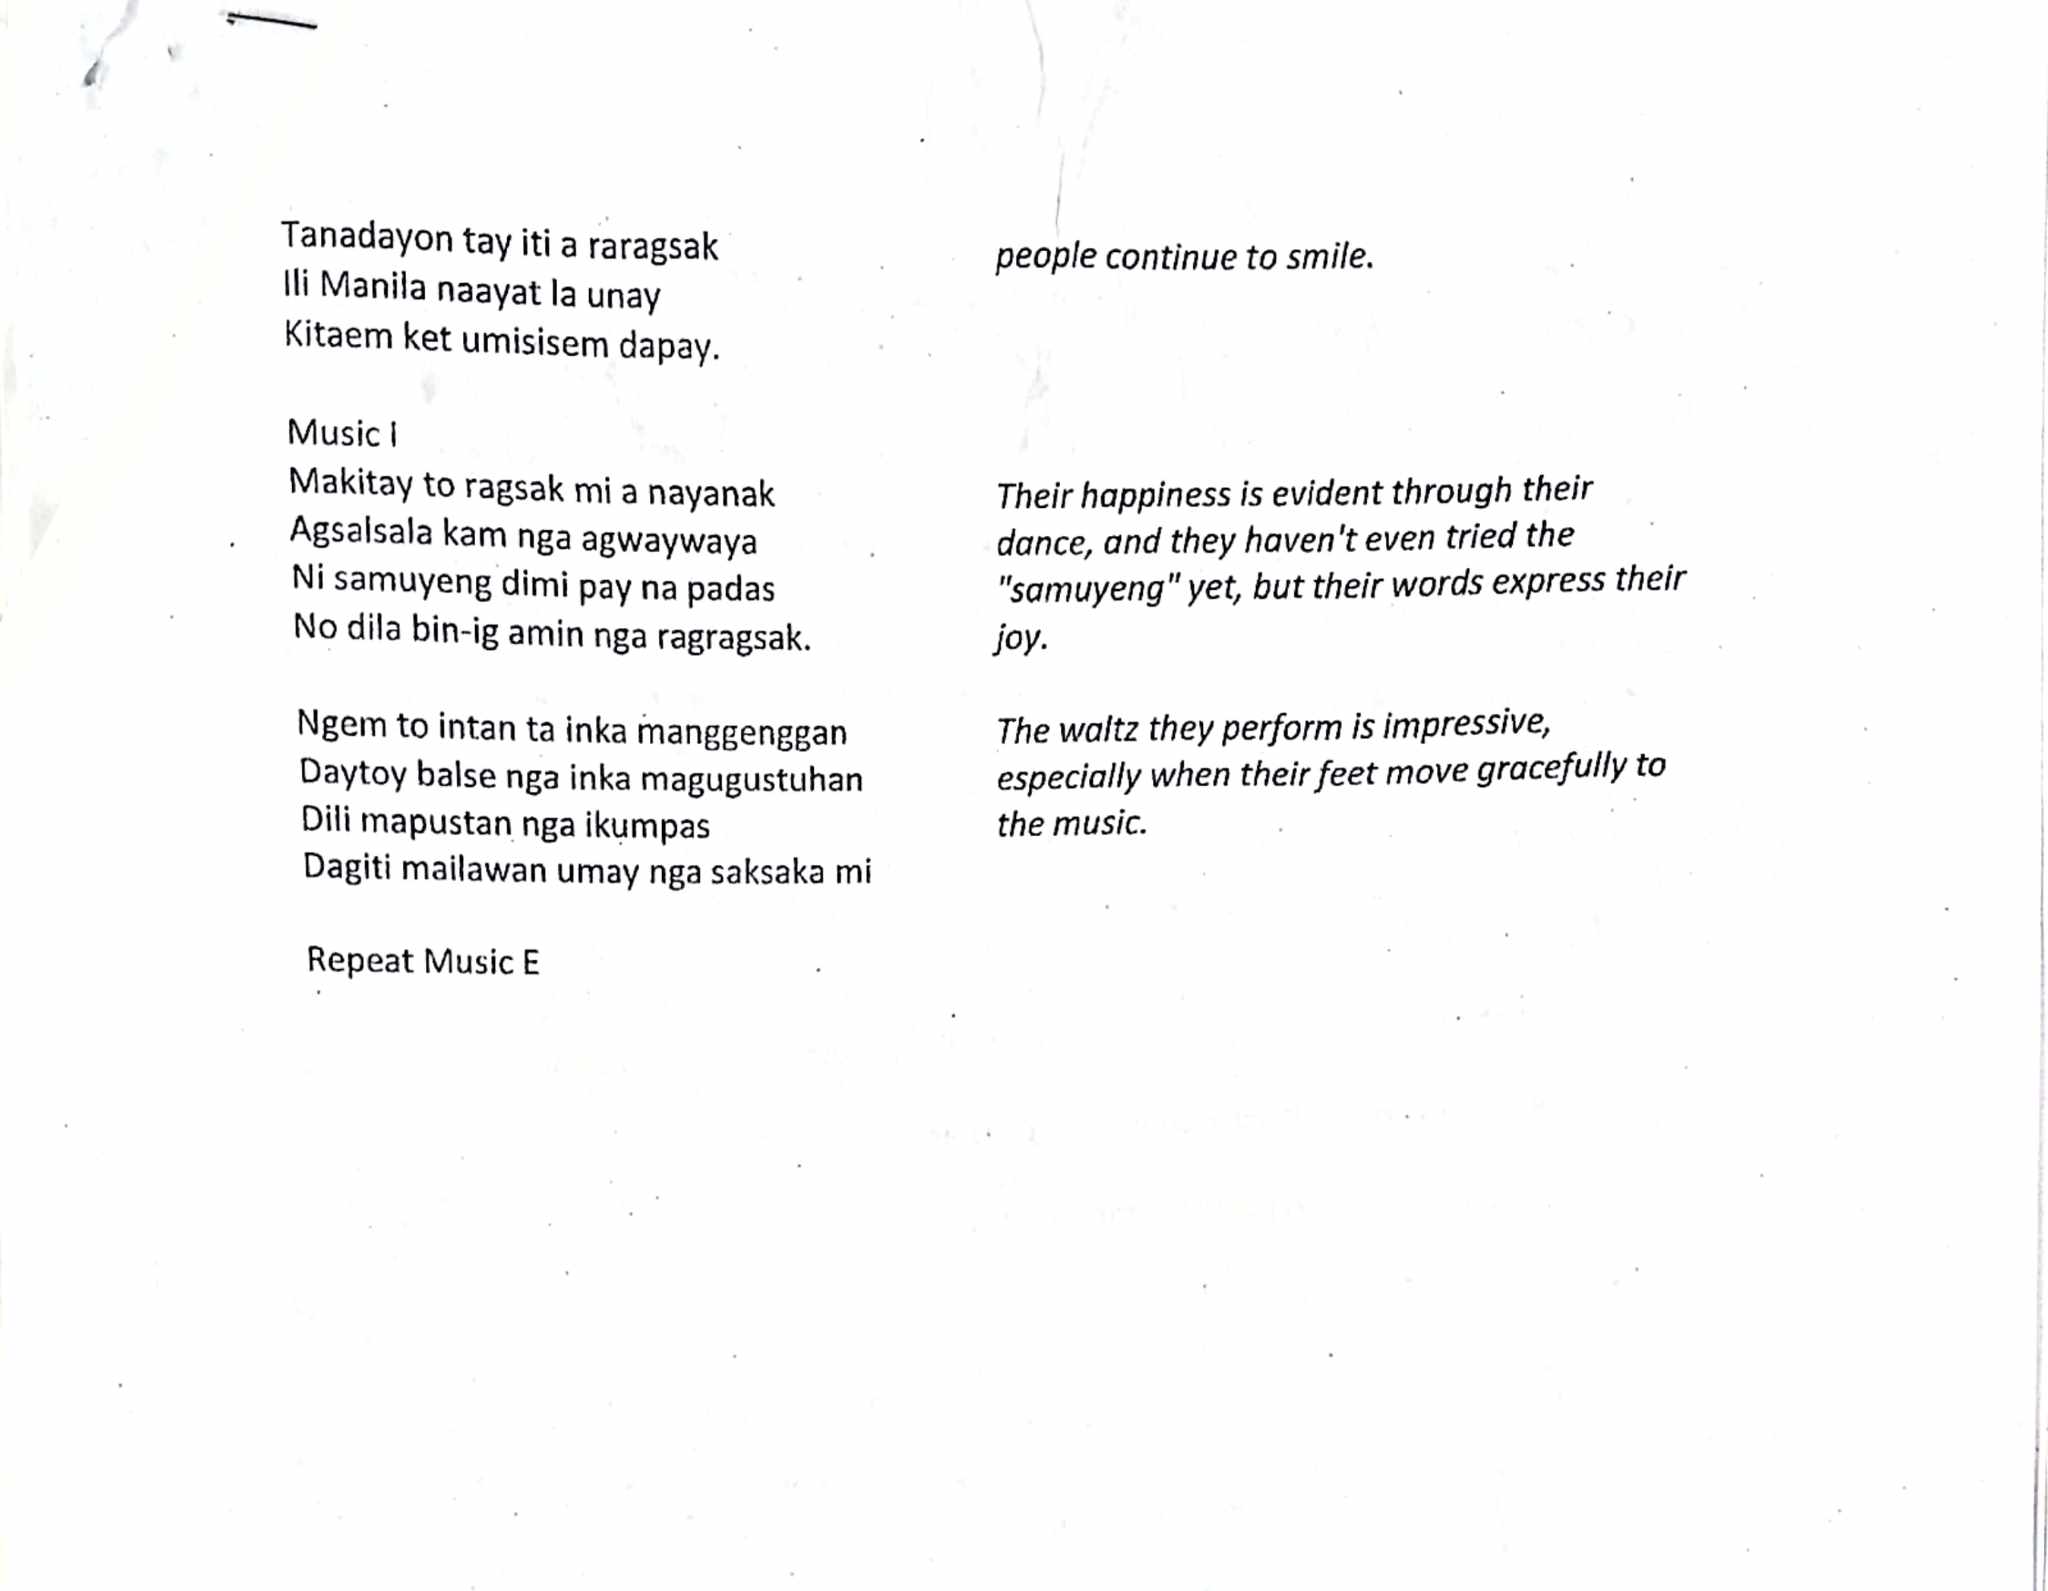 Tanadayon tay iti a raragsak
Ili Manila naayat la unay
Kitaem ket umisisem dapay.
people continue to smile.
Music I
Makitay to ragsak mi a nayanak
Agsalsala kam nga agwaywaya
Ni samuyeng dimi pay na padas
No dila bin-ig amin nga ragragsak.
Their happiness is evident through their
dance, and they haven't even tried the
"samuyeng" yet, but their words express their
joy.
Ngem to intan ta inka manggenggan
Daytoy balse nga inka magugustuhan
Dili mapustan nga ikumpas
Dagiti mailawan umay nga saksaka mi
The waltz they perform is impressive,
especially when their feet move gracefully to
the music.
Repeat Music E